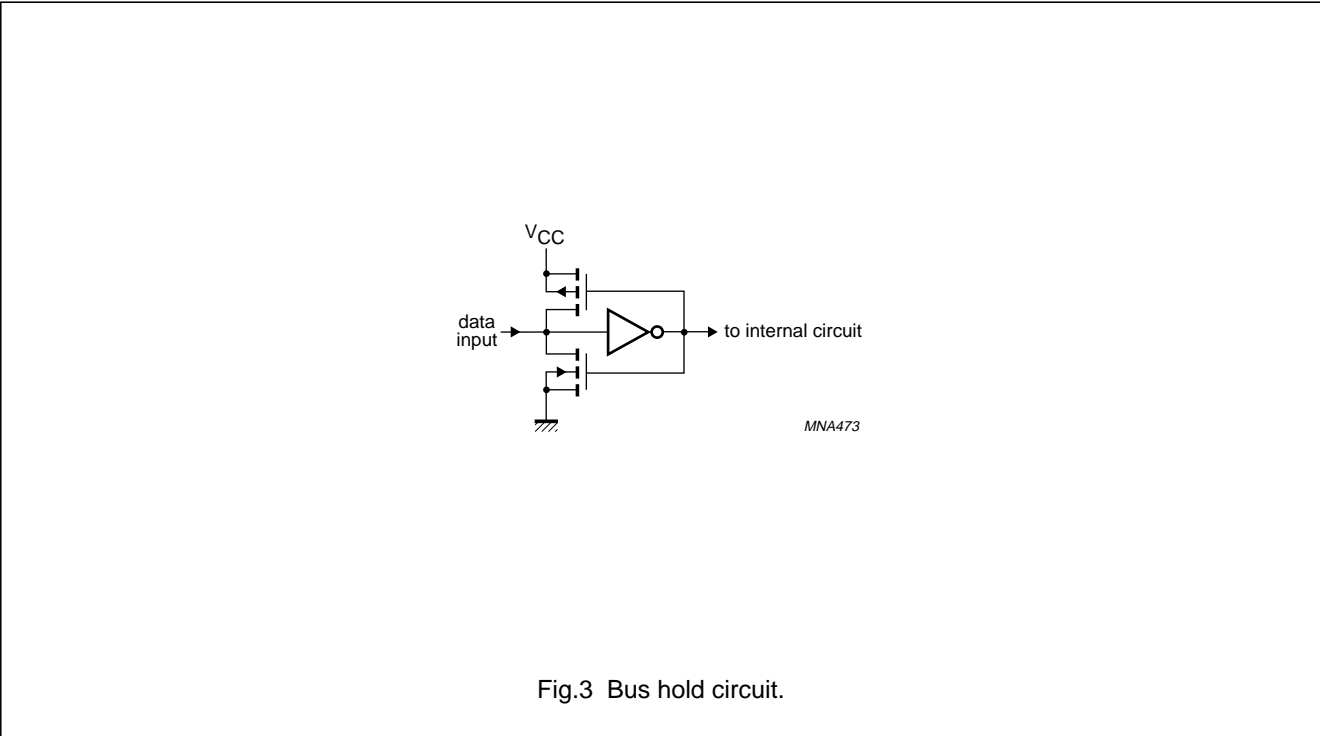 VCC
data
input
to internal circuit
MNA473
Fig.3 Bus hold circuit.